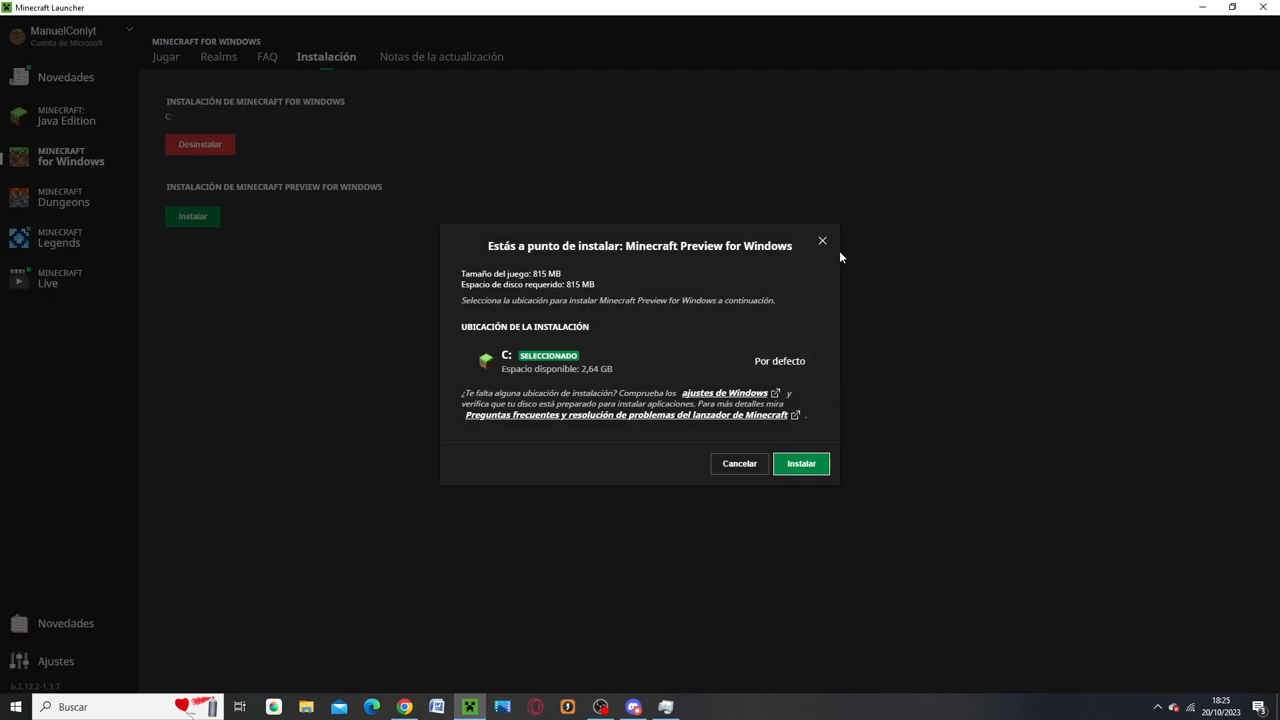 Minecraft Launcher
ManuelConlyt
Cuenta de Microsoft
Novedades
MINECRAFT:
Java Edition
MINECRAFT
for Windows
MINECRAFT
Dungeons
MINECRAFT
Legends
MINECRAFT
Live
Novedades
Ajustes
b.2.12.2-1.3.7
MINECRAFT FOR WINDOWS
Jugar Realms FAQ Instalación Notas de la actualización
INSTALACIÓN DE MINECRAFT FOR WINDOWS
C:
Desinstalar
INSTALACIÓN DE MINECRAFT PREVIEW FOR WINDOWS
Instalar
Estás a punto de instalar: Minecraft Preview for Windows
Tamaño del juego: 815 MB
Espacio de disco requerido: 815 MB
Selecciona la ubicación para instalar Minecraft Preview for Windows a continuación.
UBICACIÓN DE LA INSTALACIÓN
C: SELECCIONADO
Espacio disponible: 2,64 GB
Por defecto
¿Te falta alguna ubicación de instalación? Comprueba los ajustes de Windows y
verifica que tu disco está preparado para instalar aplicaciones. Para más detalles mira
Preguntas frecuentes y resolución de problemas del lanzador de Minecraft .
Cancelar Instalar
Buscar
18:25
20/10/2023